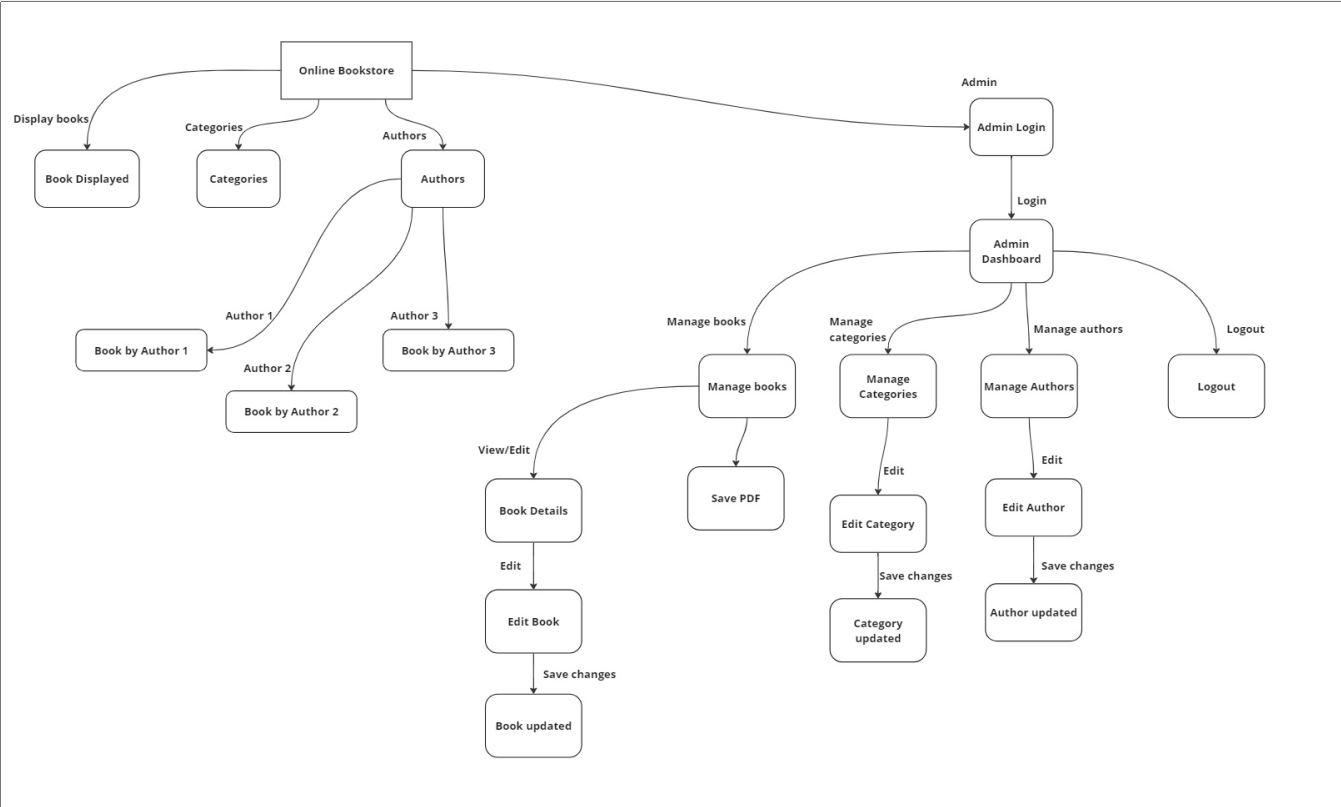 Online Bookstore
Admin
Display books
Categories
Authors
Admin Login
Book Displayed
Categories
Authors
Login
Admin
Dashboard
Author 1
Author 3
Manage books
Manage
categories
Manage authors
Logout
Book by Author 1
Author 2
Book by Author 3
Book by Author 2
Manage books
Manage
Categories
Manage Authors
Logout
View/Edit
Edit
Edit
Book Details
Save PDF
Edit Category
Edit Author
Edit
Save changes
Save changes
Edit Book
Category
updated
Author updated
Save changes
Book updated